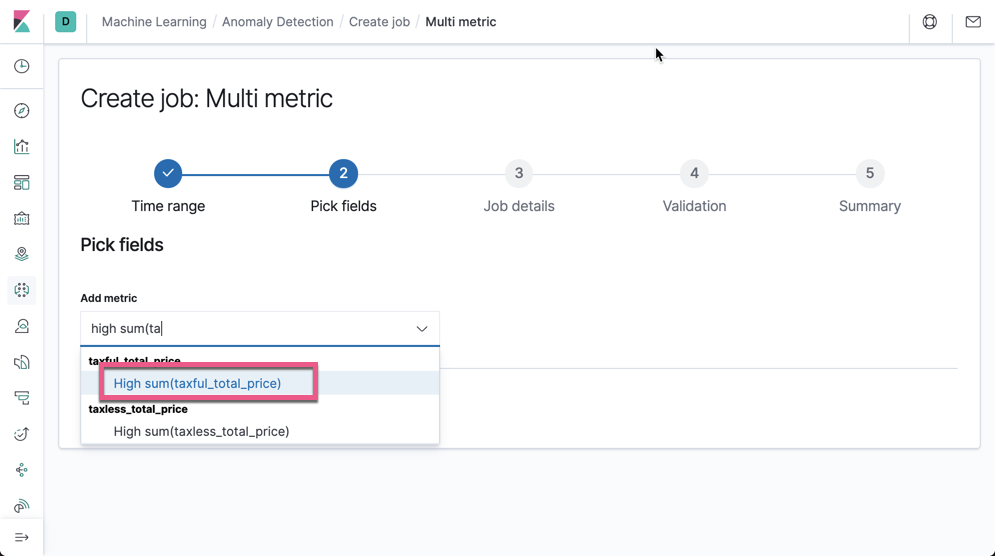 D
Machine Learning / Anomaly Detection / Create job / Multi metric
Create job: Multi metric
2
3
4
5
Time range
Pick fields
Job details
Validation
Summary
Pick fields
Add metric
high sum(ta
taxful_total_price
High sum(taxful_total_price)
taxless_total_price
High sum(taxless_total_price)